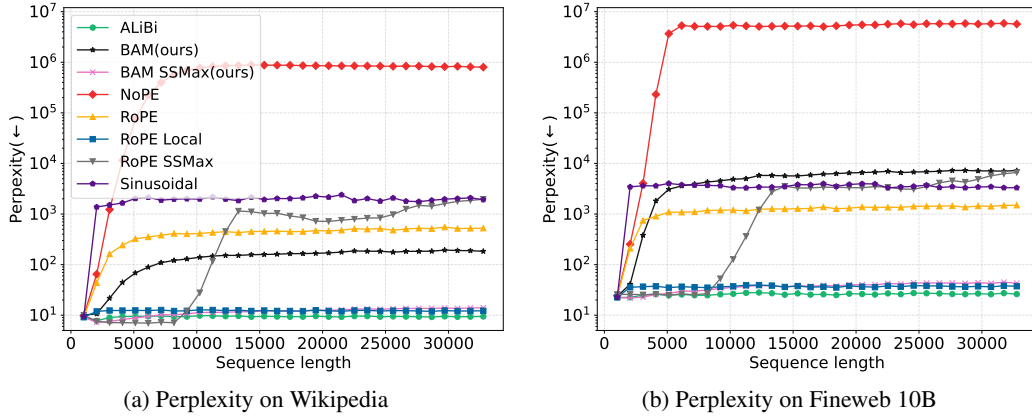 10^7
10^6
10^5
10^4
10^3
10^2
10^1
Perpexity(←)
ALiBi
BAM(ours)
BAM SSMax(ours)
NoPE
RoPE
RoPE Local
RoPE SSMax
Sinusoidal
0 5000 10000 15000 20000 25000 30000
Sequence length
(a) Perplexity on Wikipedia
10^7
10^6
10^5
10^4
10^3
10^2
10^1
Perpexity(←)
0 5000 10000 15000 20000 25000 30000
Sequence length
(b) Perplexity on Fineweb 10B